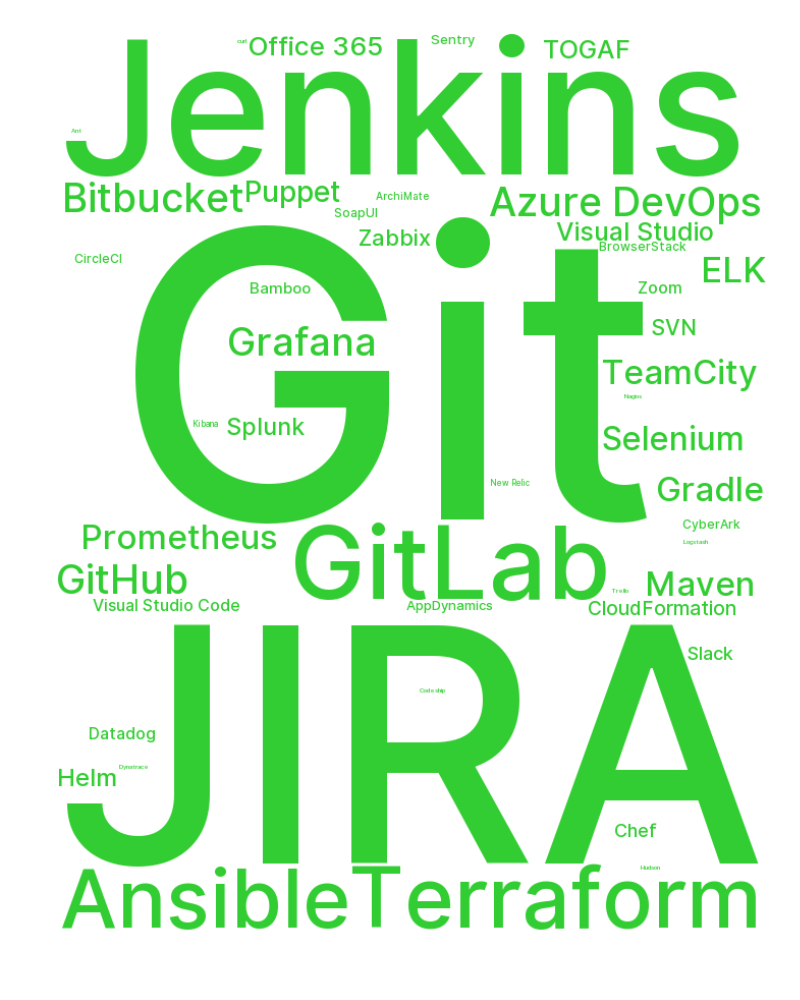 Office 365
Sentry
TOGAF
Jenkins
Ant
Bitbucket
Puppet
ArchiMate
Azure DevOps
SoapUI
Visual Studio
Zabbix
BrowserStack
CircleCI
ELK
Git
Bamboo
Zoom
SVN
Grafana
TeamCity
Nagios
Kibana
Splunk
Selenium
New Relic
Gradle
CyberArk
Prometheus
Logstash
GitLab
GitHub
Maven
Trello
Visual Studio Code
AppDynamics
CloudFormation
JIRA
Slack
Codeship
Datadog
Dynatrace
Helm
Chef
Hudson
Ansible
Terraform